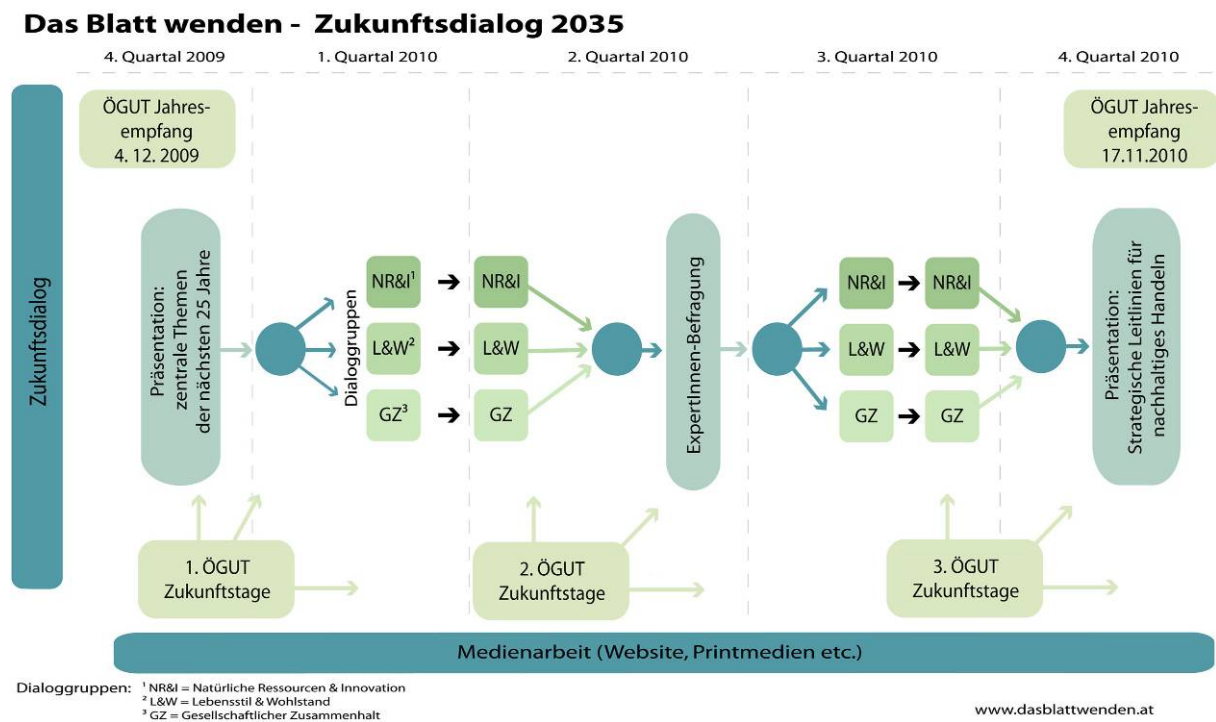 Das Blatt wenden - Zukunftsdialog 2035
4. Quartal 2009
1. Quartal 2010
2. Quartal 2010
3. Quartal 2010
4. Quartal 2010
Zukunftsdialog
ÖGUT Jahres-
empfang
4. 12. 2009
ÖGUT Jahres-
empfang
17.11.2010
Präsentation:
zentrale Themen
der nächsten 25 Jahre
Dialoggruppen
NR&I¹
L&W²
GZ³
NR&I
L&W
GZ
ExpertInnen-Befragung
NR&I
L&W
GZ
NR&I
L&W
GZ
Präsentation:
Strategische Leitlinien für
nachhaltiges Handeln
1. ÖGUT
Zukunftstage
2. ÖGUT
Zukunftstage
3. ÖGUT
Zukunftstage
Medienarbeit (Website, Printmedien etc.)
Dialoggruppen: ¹ NR&I = Natürliche Ressourcen & Innovation
² L&W = Lebensstil & Wohlstand
³ GZ = Gesellschaftlicher Zusammenhalt
www.dasblattwenden.at